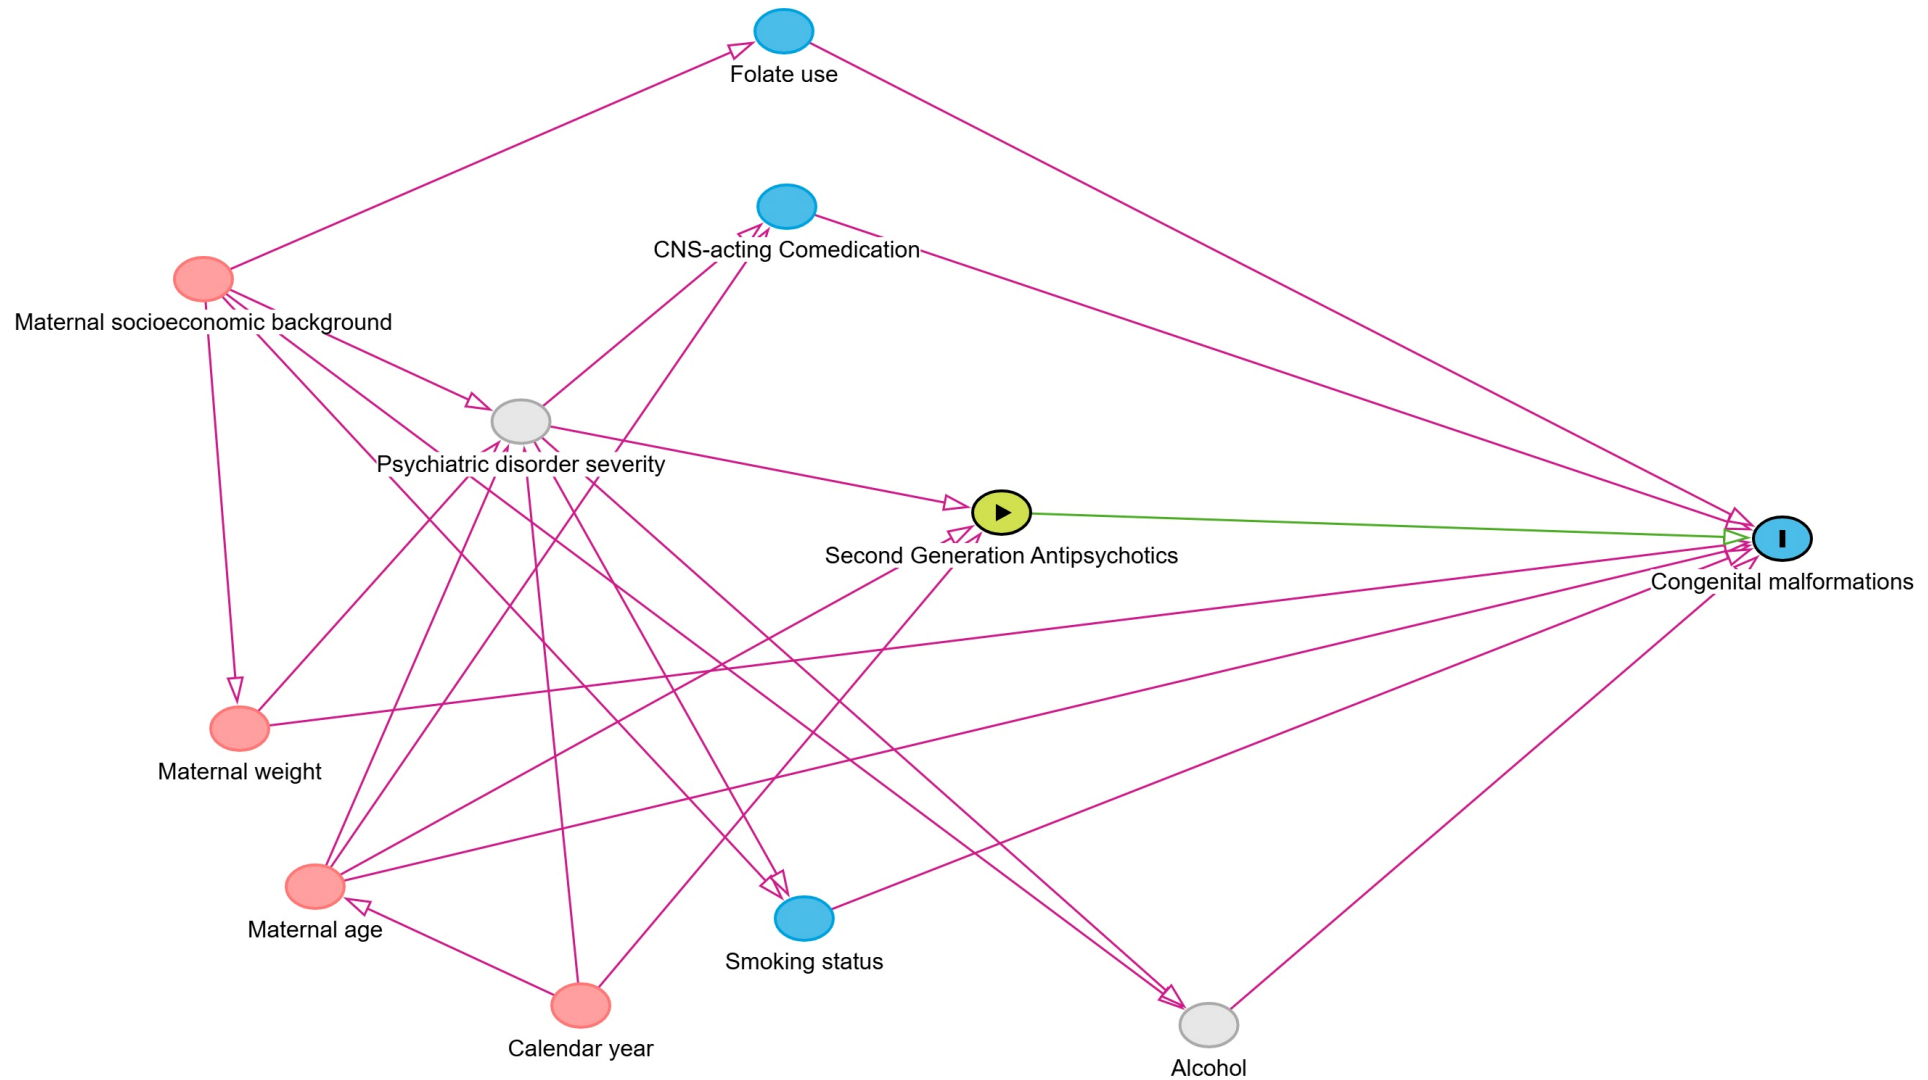 Folate use
CNS-acting Comedication
Maternal socioeconomic background
Psychiatric disorder severity
Second Generation Antipsychotics
Congenital malformations
Maternal weight
Maternal age
Smoking status
Calendar year
Alcohol